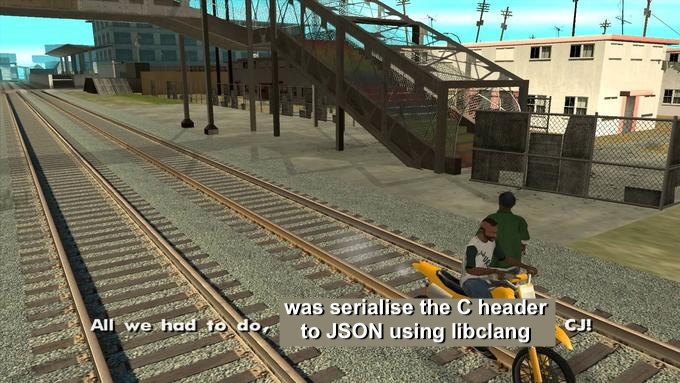 All we had to do, was serialise the C header
to JSON using libclang CJ!